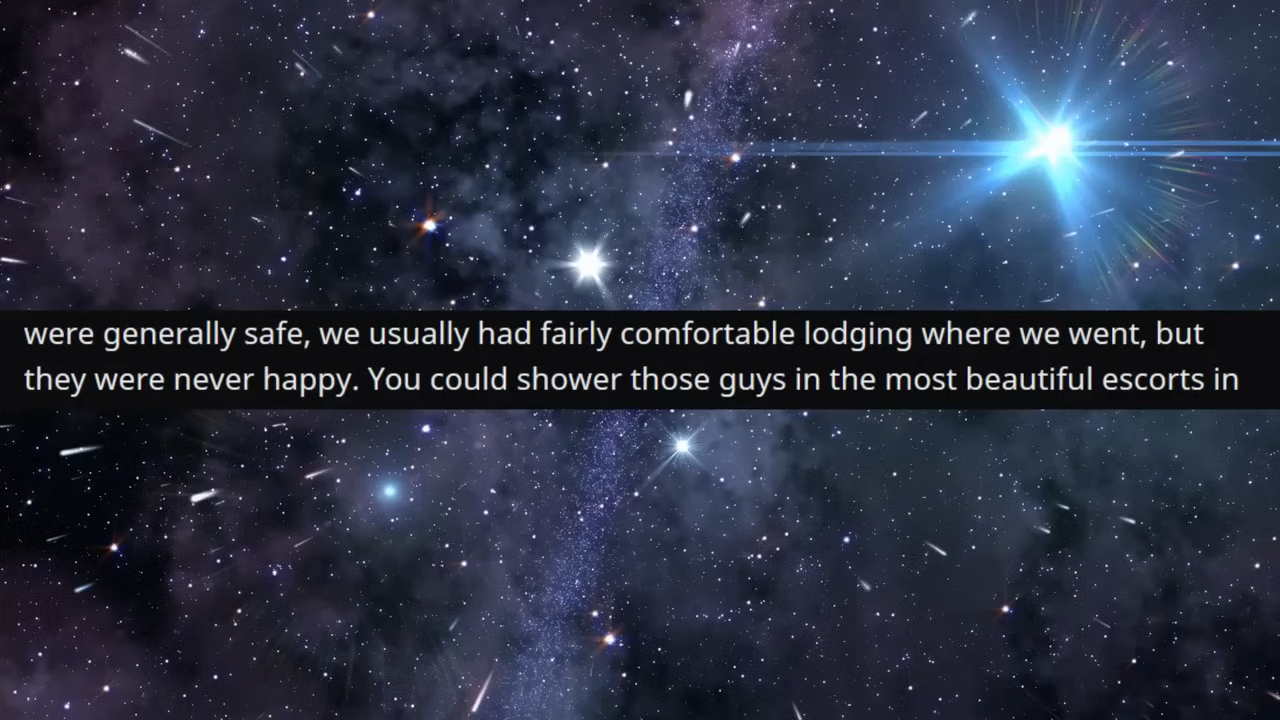 were generally safe, we usually had fairly comfortable lodging where we went, but
they were never happy. You could shower those guys in the most beautiful escorts in